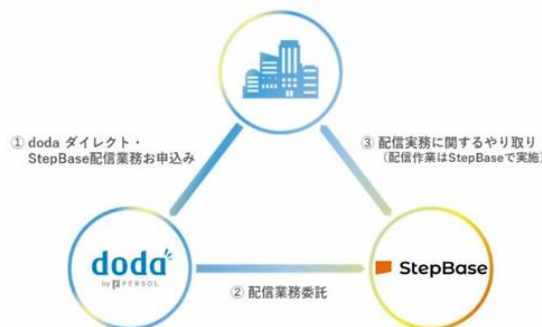 ① doda ダイレクト・
StepBase配信業務お申込み
③ 配信実務に関するやり取り
(配信作業はStepBaseで実施)
doda
by PERSOL
StepBase
② 配信業務委託